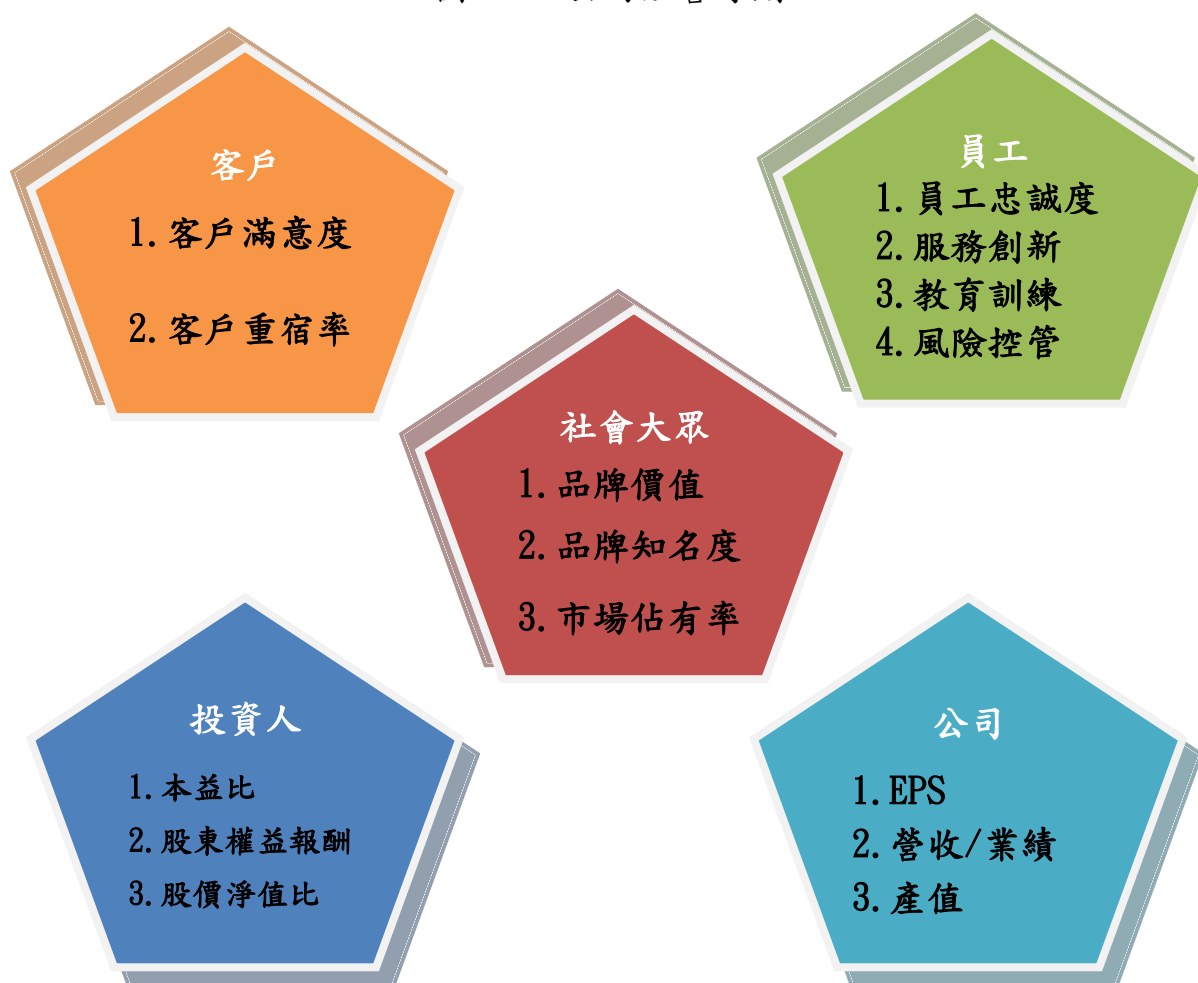 客戶
1.客戶滿意度
2.客戶重宿率
員工
1.員工忠誠度
2.服務創新
3.教育訓練
4.風險控管
社會大眾
1.品牌價值
2.品牌知名度
3.市場佔有率
投資人
1.本益比
2.股東權益報酬
3.股價淨值比
公司
1.EPS
2.營收/業績
3.產值